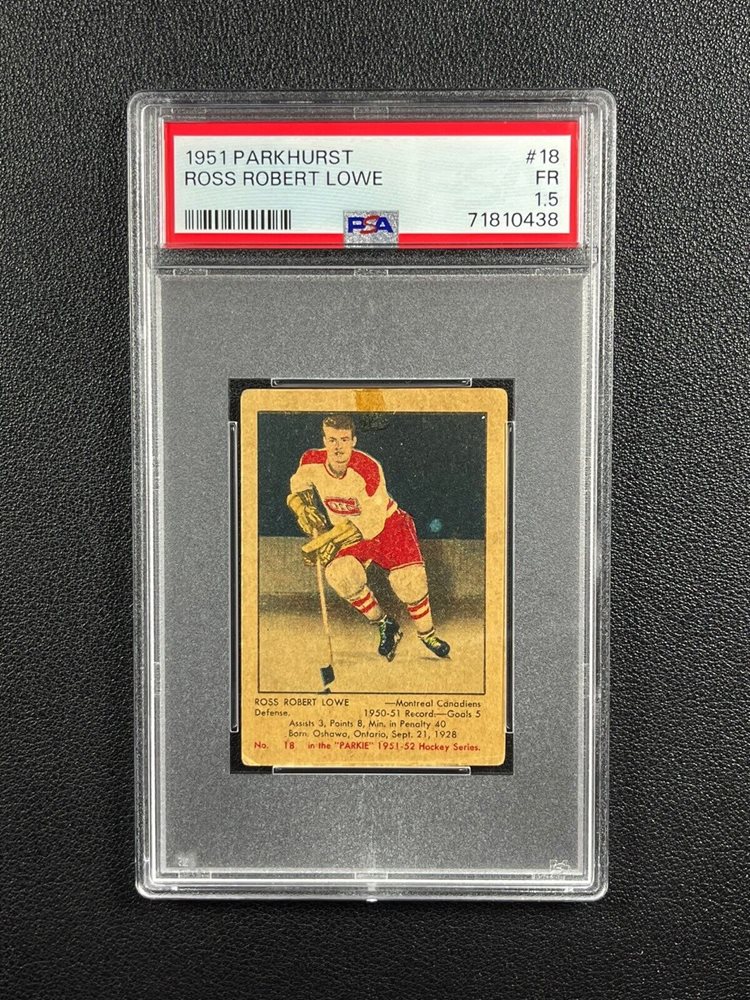 1951 PARKHURST #18
ROSS ROBERT LOWE FR
1.5
PSA 71810438
CHC
ROSS ROBERT LOWE —Montreal Canadiens
Defense. 1950-51 Record:—Goals 5
Assists 3, Points 8, Min. in Penalty 40
Born: Oshawa, Ontario, Sept. 21, 1928
No. 18 in the "PARKIE" 1951-52 Hockey Series.